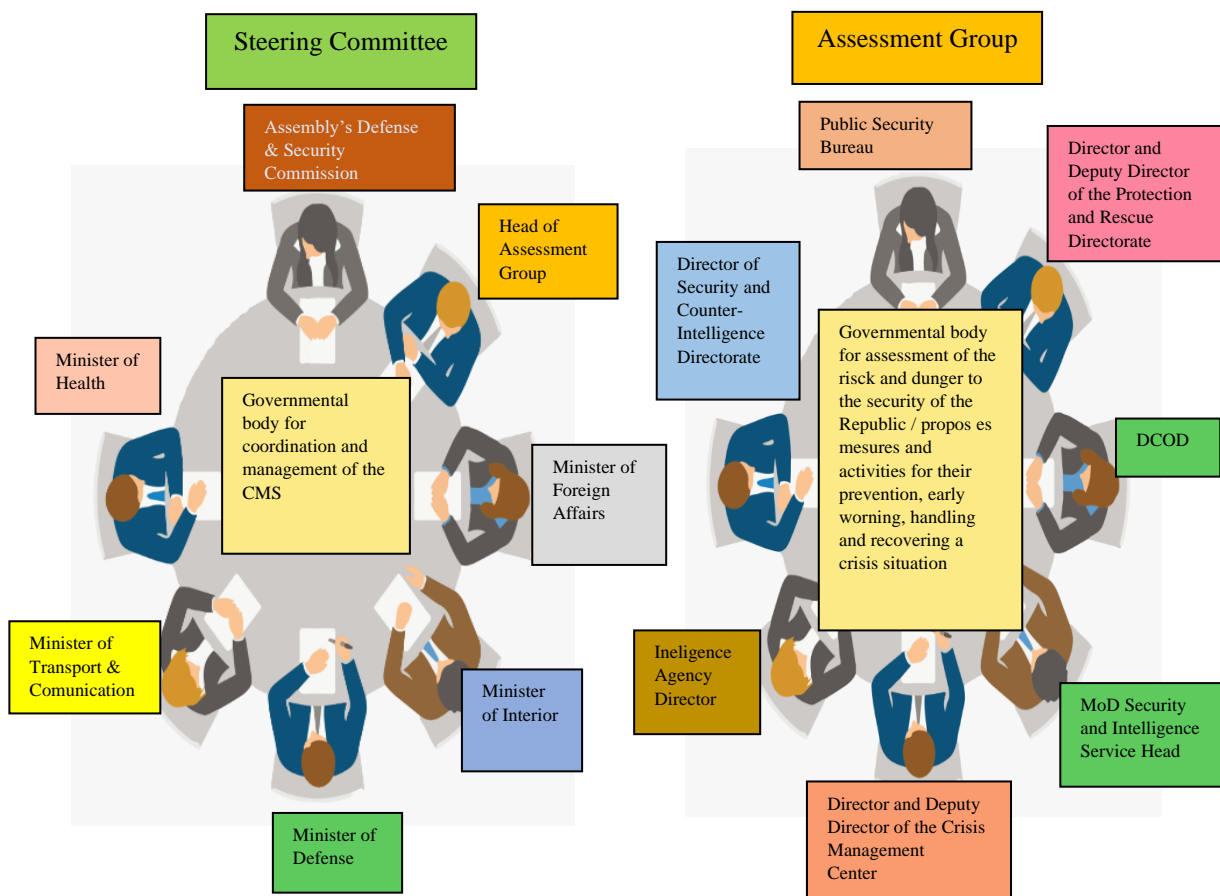 Steering Committee
Assembly's Defense
& Security
Commission
Head of
Assessment
Group
Minister of
Health
Governmental
body for
coordination and
management of the
CMS
Minister of
Foreign
Affairs
Minister of
Transport &
Comunication
Minister
of Interior
Minister of
Defense
Assessment Group
Public Security
Bureau
Director and
Deputy Director
of the Protection
and Rescue
Directorate
Director of
Security and
Counter-
Intelligence
Directorate
Governmental body
for assessment of the
risck and dunger to
the security of the
Republic / propos es
mesures and
activities for their
prevention, early
worning, handling
and recovering a
crisis situation
DCOD
Ineligence
Agency
Director
MoD Security
and Intelligence
Service Head
Director and Deputy
Director of the Crisis
Management
Center